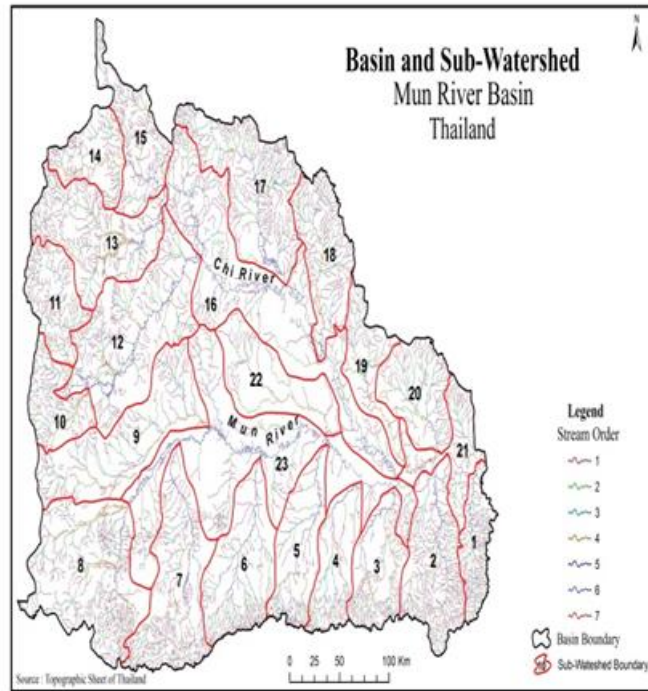 Basin and Sub-Watershed
Mun River Basin
Thailand
N
15
14
17
13
18
Chi River
11
16
12
19
22
20
10
9
Mun River
21
23
8
7
6
5
4
3
2
1
Legend
Stream Order
1
2
3
4
5
6
7
Basin Boundary
Sub-Westshed Boundary
Source : Topographic Sheet of Thailand
0 25 50 100 Km